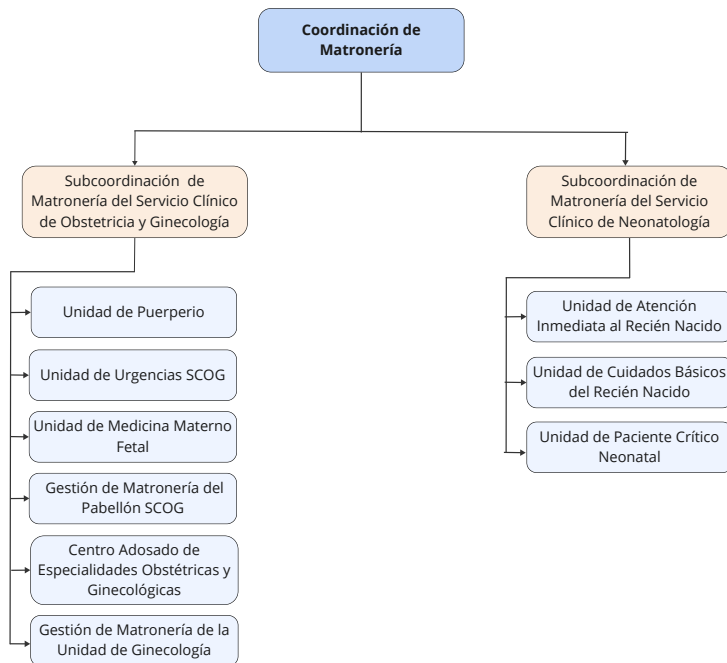 Coordinación de
Matronería
Subcoordinación de
Matronería del Servicio Clínico
de Obstetricia y Ginecología
Unidad de Puerperio
Unidad de Urgencias SCOG
Unidad de Medicina Materno
Fetal
Gestión de Matronería del
Pabellón SCOG
Centro Adosado de
Especialidades Obstétricas y
Ginecológicas
Gestión de Matronería de la
Unidad de Ginecología
Subcoordinación de
Matronería del Servicio
Clínico de Neonatología
Unidad de Atención
Inmediata al Recién Nacido
Unidad de Cuidados Básicos
del Recién Nacido
Unidad de Paciente Crítico
Neonatal